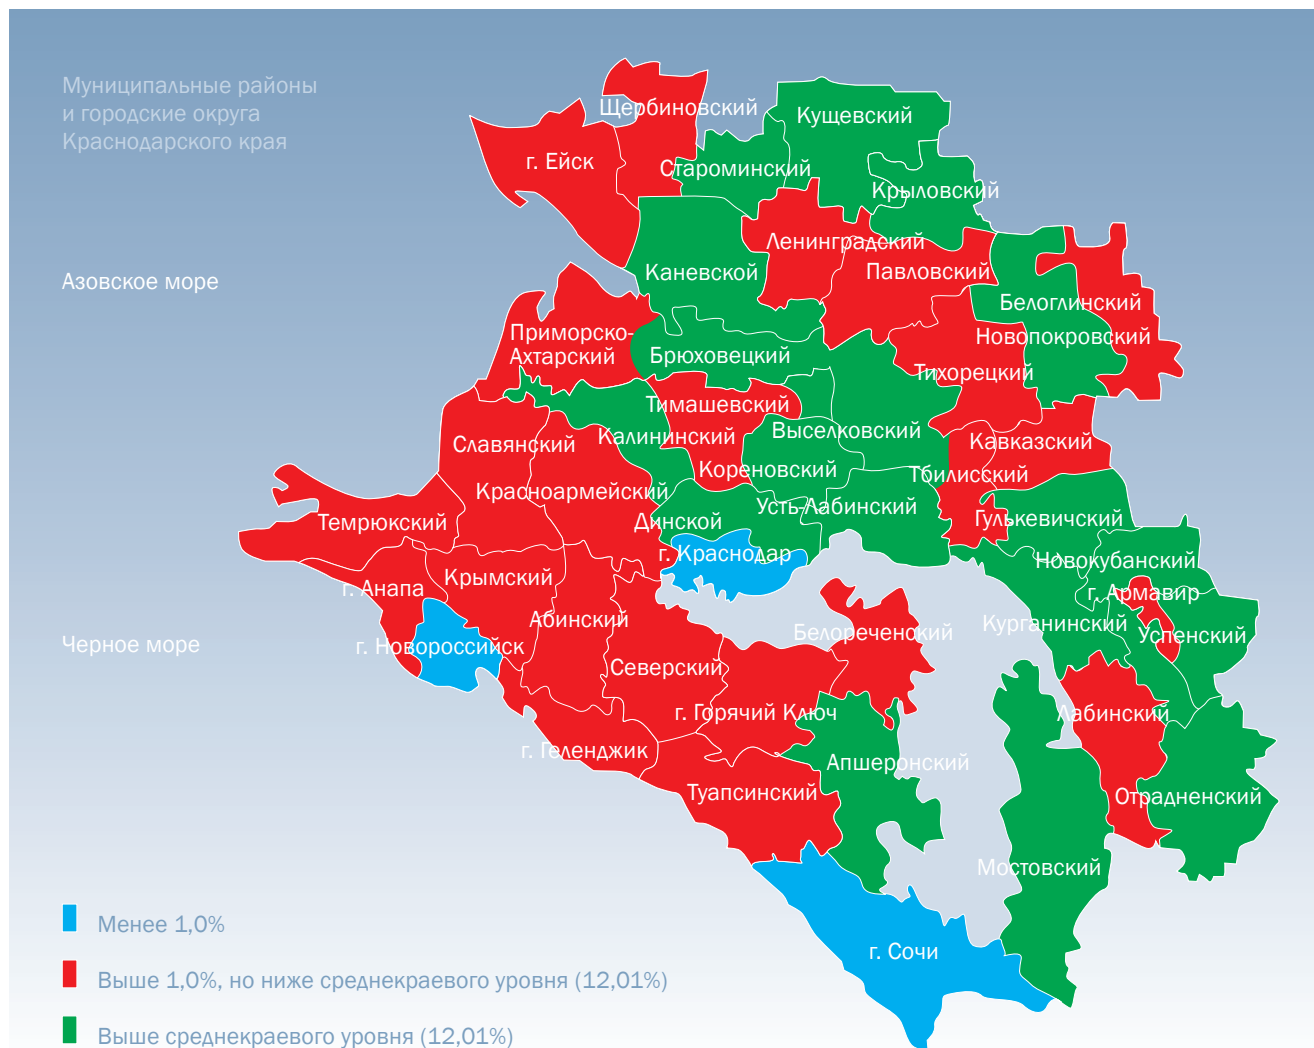 Муниципальные районы
и городские округа
Краснодарского края
Щербиновский
Кущевский
г. Ейск
Староминский
Крыловский
Ленинградский
Каневской
Павловский
Азовское море
Белоглинский
Приморско-
Ахтарский
Новопокровский
Брюховецкий
Тихорецкий
Тимашевский
Выселковский
Калининский
Славянский
Кавказский
Кореновский
Тбилисский
Красноармейский
Усть-Лабинский
Темрюкский
Динской
Гулькевичский
г. Краснодар
Новокубанский
Крымский
г. Анапа
г. Армавир
Абинский
Курганинский
Белореченский
Успенский
Черное море
г. Новороссийск
Северский
г. Горячий Ключ
Лабинский
г. Геленджик
Апшеронский
Туапсинский
Отрадненский
Мостовский
г. Сочи
Менее 1,0%
Выше 1,0%, но ниже среднекраевого уровня (12,01%)
Выше среднекраевого уровня (12,01%)